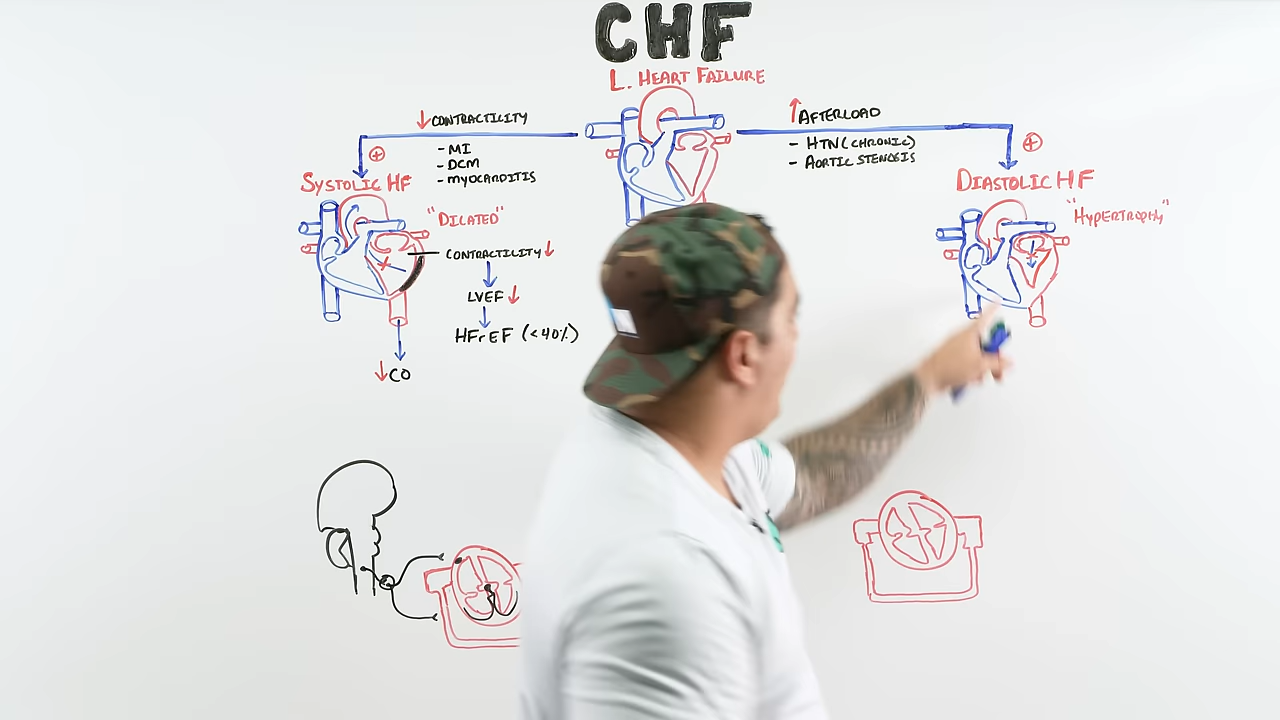 CHF
L. HEART FAILURE
↓ CONTRACTILITY
- MI
- DCM
- MYOCARDITIS
↑ AFTERLOAD
- HTN (CHRONIC)
- AORTIC STENOSIS
SYSTOLIC HF
"DILATED"
CONTRACTILITY ↓
LVEF ↓
HFrEF (<40%)
↓ CO
DIASTOLIC HF
"HYPERTROPHY"